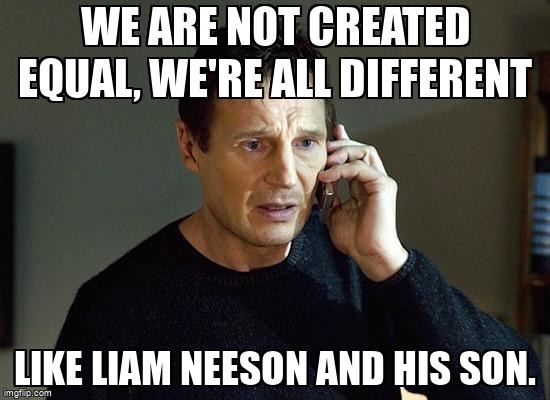 WE ARE NOT CREATED
EQUAL, WE'RE ALL DIFFERENT
LIKE LIAM NEESON AND HIS SON.
imgflip.com